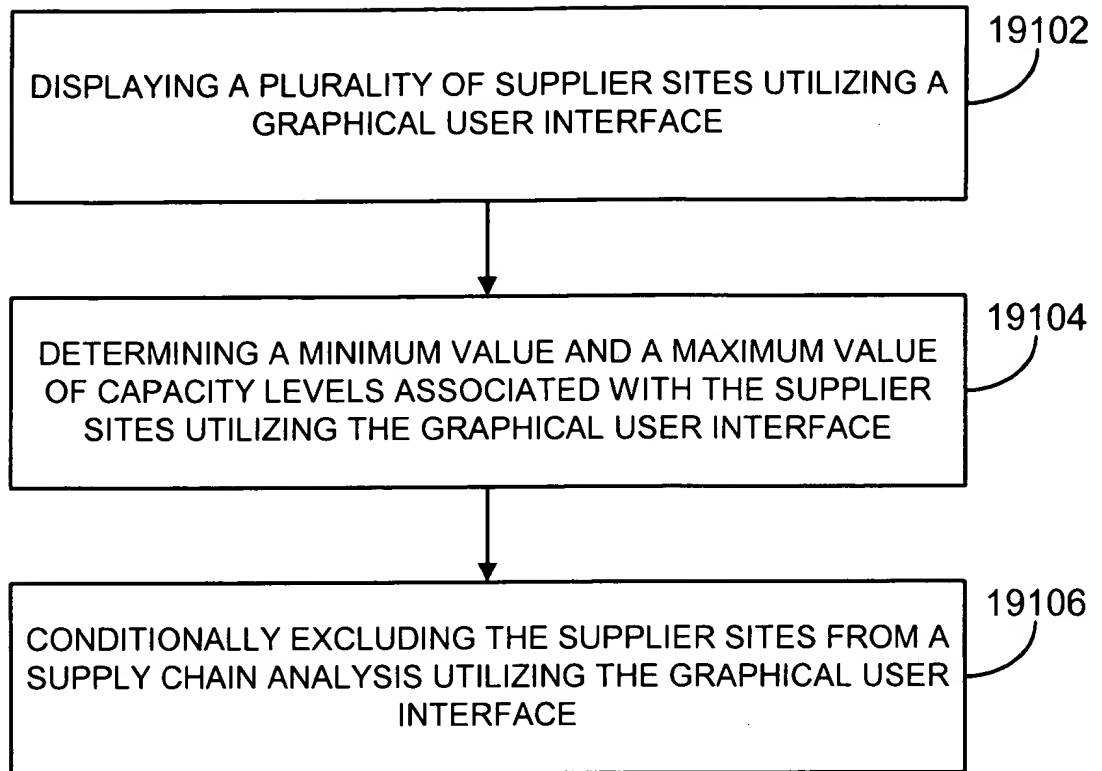 19102
DISPLAYING A PLURALITY OF SUPPLIER SITES UTILIZING A
GRAPHICAL USER INTERFACE
19104
DETERMINING A MINIMUM VALUE AND A MAXIMUM VALUE
OF CAPACITY LEVELS ASSOCIATED WITH THE SUPPLIER
SITES UTILIZING THE GRAPHICAL USER INTERFACE
19106
CONDITIONALLY EXCLUDING THE SUPPLIER SITES FROM A
SUPPLY CHAIN ANALYSIS UTILIZING THE GRAPHICAL USER
INTERFACE